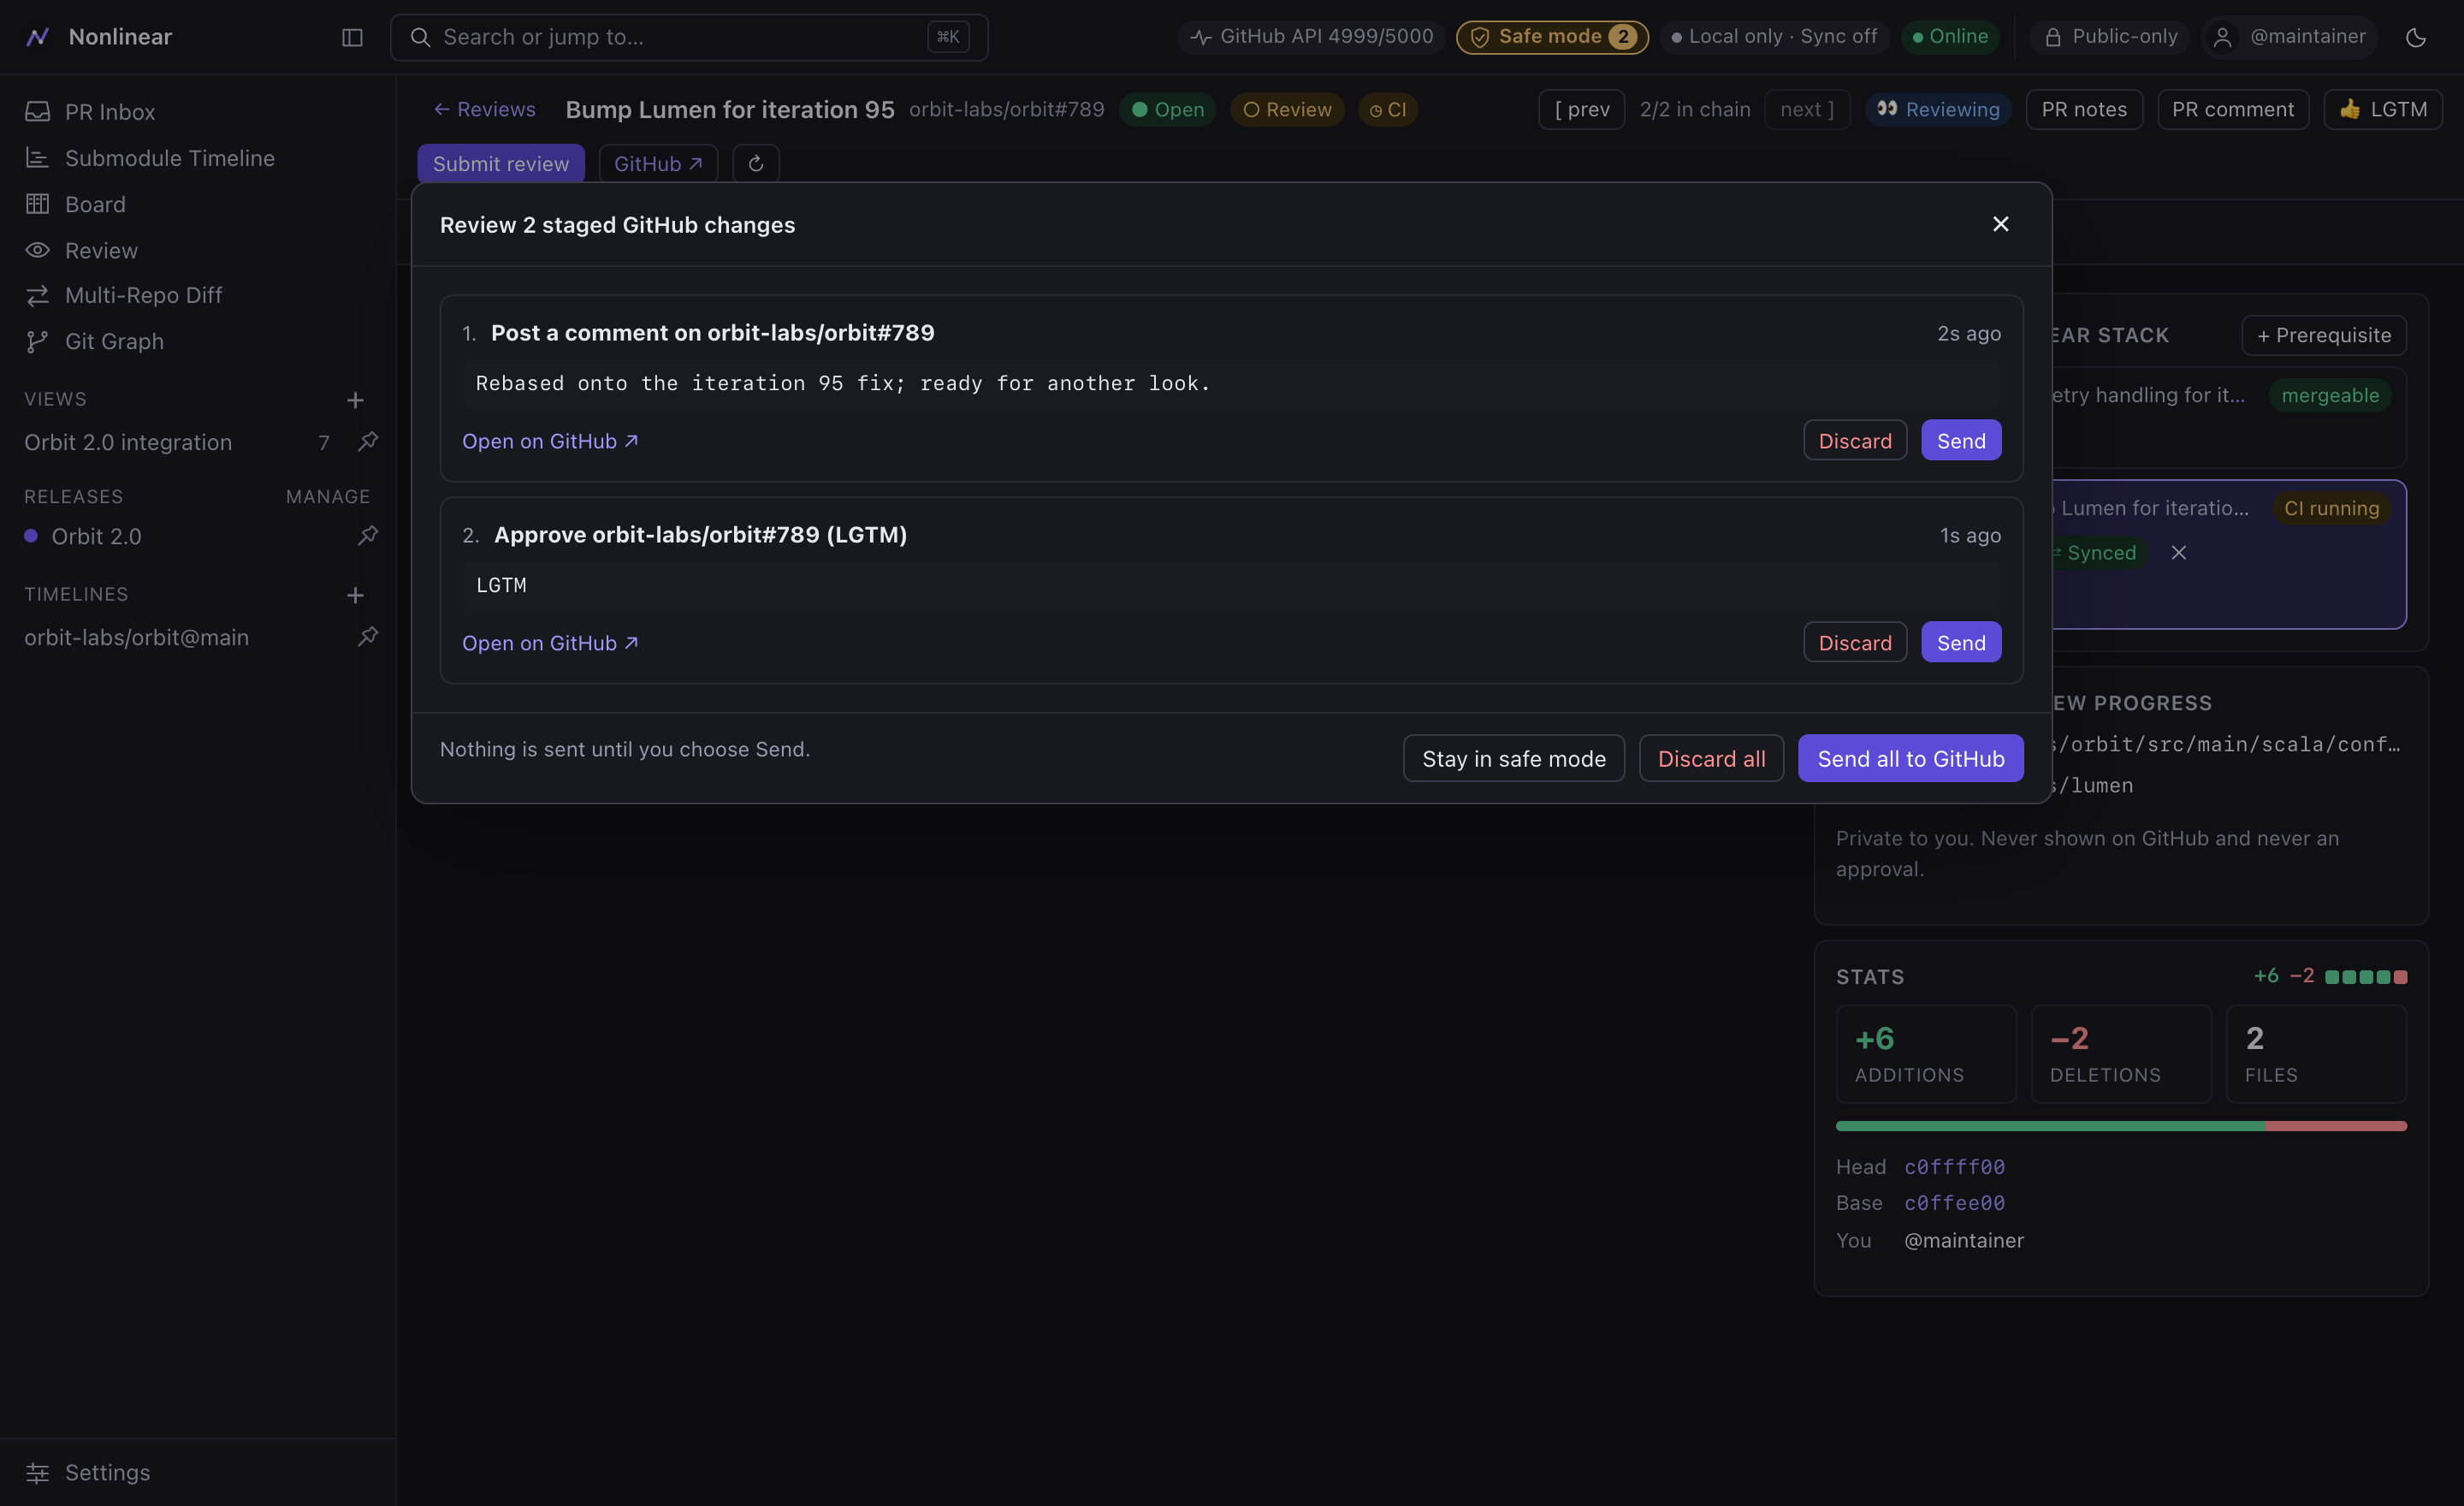 Nonlinear
Search or jump to...
⌘K
GitHub API 4999/5000
Safe mode 2
Local only · Sync off
Online
Public-only
@maintainer
PR Inbox
Submodule Timeline
Board
Review
Multi-Repo Diff
Git Graph
VIEWS
Orbit 2.0 integration 7
RELEASES MANAGE
Orbit 2.0
TIMELINES
orbit-labs/orbit@main
Settings
← Reviews Bump Lumen for iteration 95 orbit-labs/orbit#789 Open Review CI
[ prev 2/2 in chain next ] 👀 Reviewing PR notes PR comment 👍 LGTM
Submit review GitHub ↗
Review 2 staged GitHub changes
1. Post a comment on orbit-labs/orbit#789 2s ago
Rebased onto the iteration 95 fix; ready for another look.
Open on GitHub ↗ Discard Send
2. Approve orbit-labs/orbit#789 (LGTM) 1s ago
LGTM
Open on GitHub ↗ Discard Send
Nothing is sent until you choose Send. Stay in safe mode Discard all Send all to GitHub
EAR STACK + Prerequisite
etry handling for it… mergeable
Lumen for iteratio… CI running
Synced
EW PROGRESS
s/orbit/src/main/scala/conf…
s/lumen
Private to you. Never shown on GitHub and never an
approval.
STATS +6 −2
+6 −2 2
ADDITIONS DELETIONS FILES
Head c0ffff00
Base c0ffee00
You @maintainer